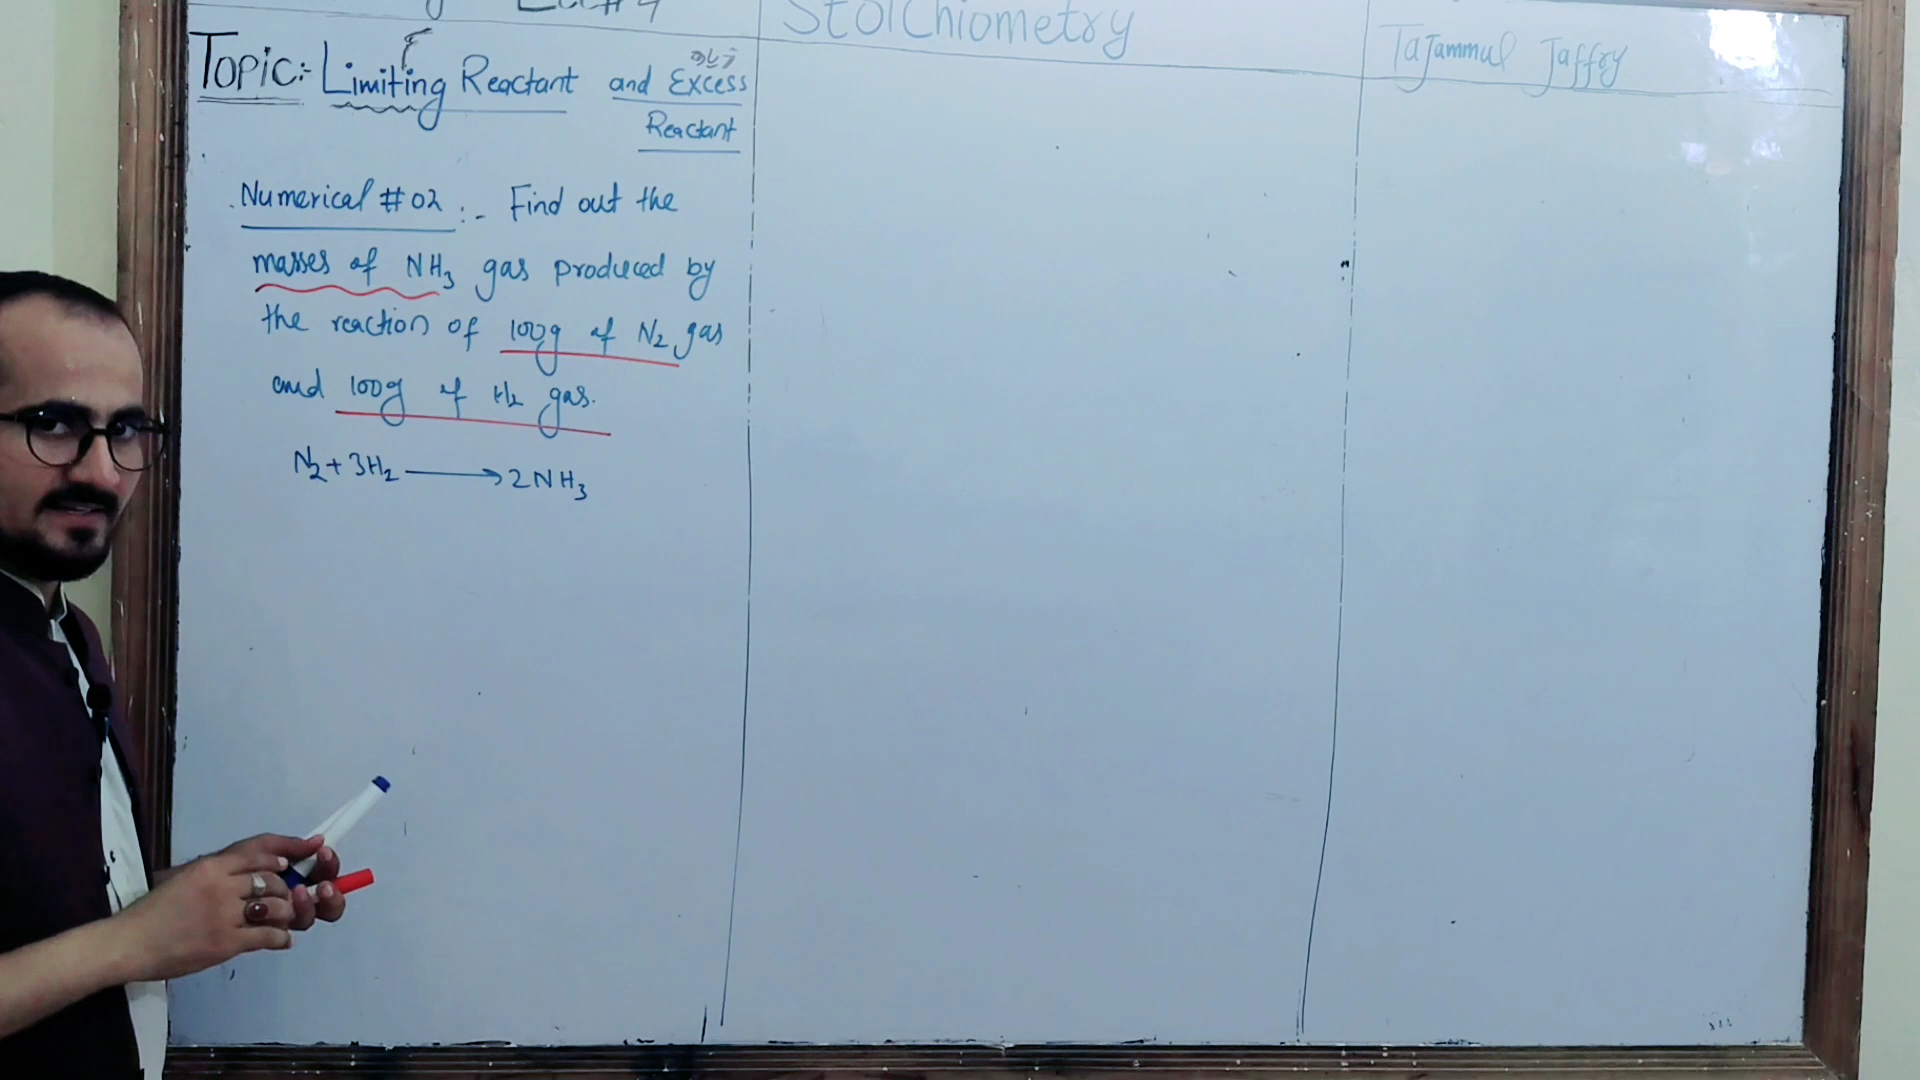 Stoichiometry
Tajammul Jaffry
Topic:- Limiting Reactant and Excess
Reactant
Numerical #02 :- Find out the
masses of NH3 gas produced by
the reaction of 100g of N2 gas
and 100g of H2 gas.
N2 + 3H2 → 2NH3